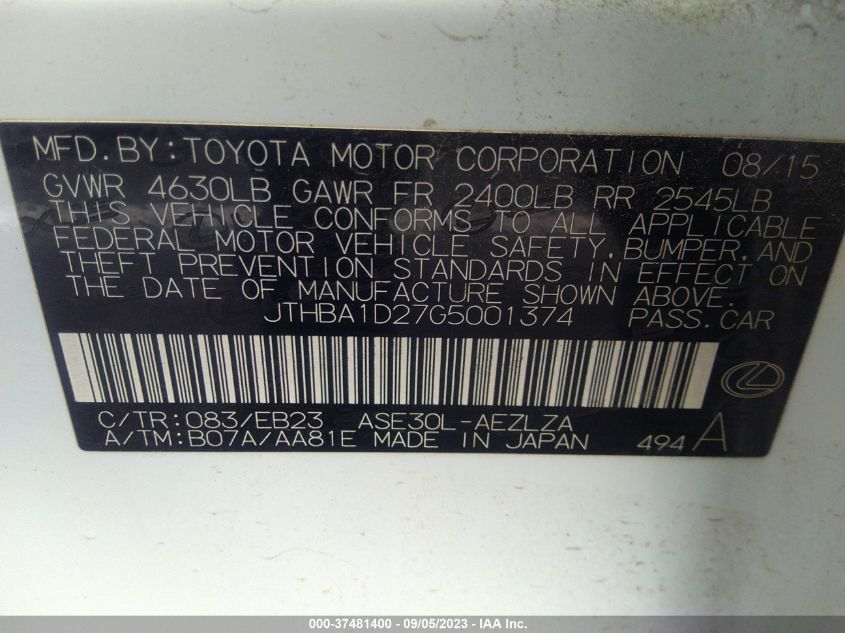 MFD.BY:TOYOTA MOTOR CORPORATION 08/15
GVWR 4630LB GAWR FR 2400LB RR 2545LB
THIS VEHICLE CONFORMS TO ALL APPLICABLE
FEDERAL MOTOR VEHICLE SAFETY,BUMPER,AND
THEFT PREVENTION STANDARDS IN EFFECT ON
THE DATE OF MANUFACTURE SHOWN ABOVE.
JTHBA1D27G5001374 PASS.CAR
C/TR:083/EB23 ASE30L-AEZLZA
A/TM:B07A/AA81E MADE IN JAPAN 494 A
000-37481400 - 09/05/2023 - IAAI.com